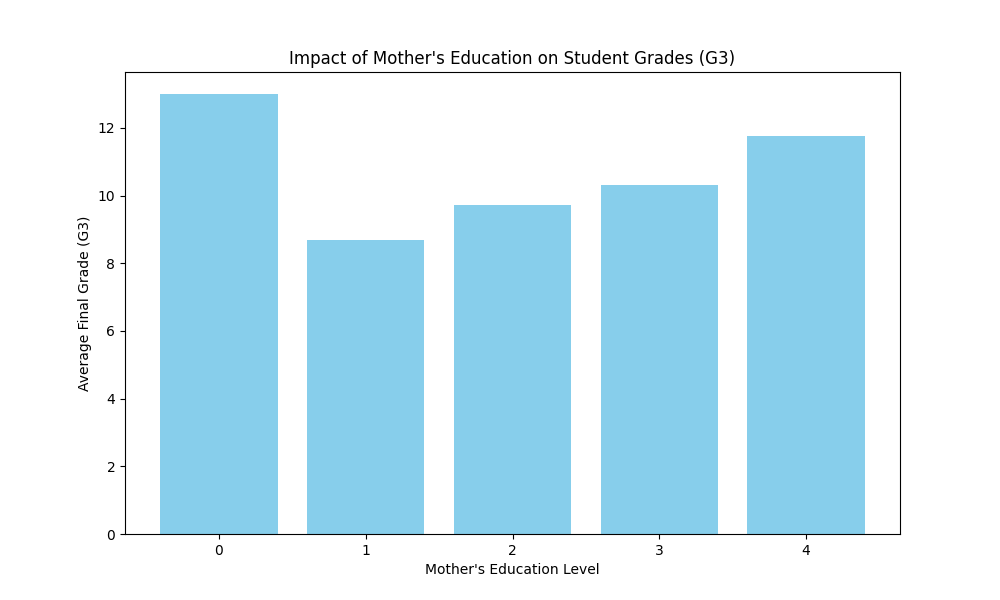 Impact of Mother's Education on Student Grades (G3)
Average Final Grade (G3)
12
10
8
6
4
2
0
0 1 2 3 4
Mother's Education Level